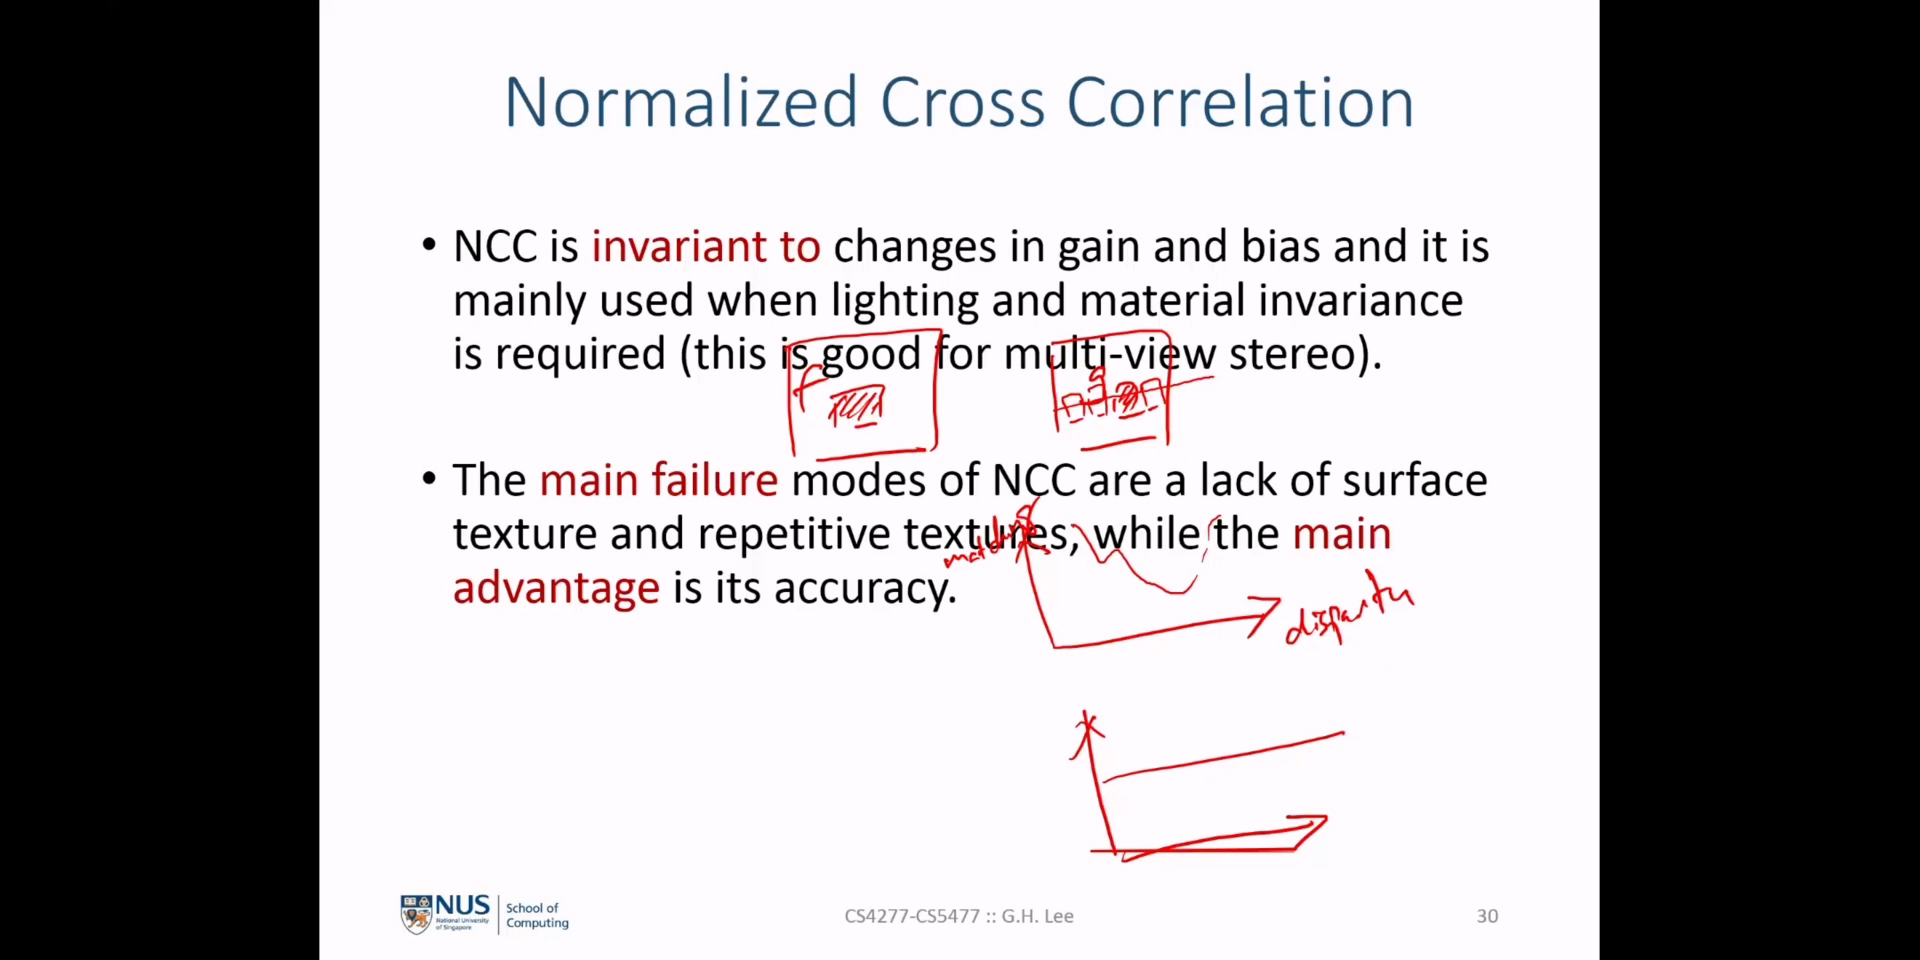 Normalized Cross Correlation
• NCC is invariant to changes in gain and bias and it is
mainly used when lighting and material invariance
is required (this is good for multi-view stereo).
f
• The main failure modes of NCC are a lack of surface
texture and repetitive textures, while the main
advantage is its accuracy.
matching
disparity
NUS
National University
of Singapore
School of
Computing
CS4277-CS5477 :: G.H. Lee
30